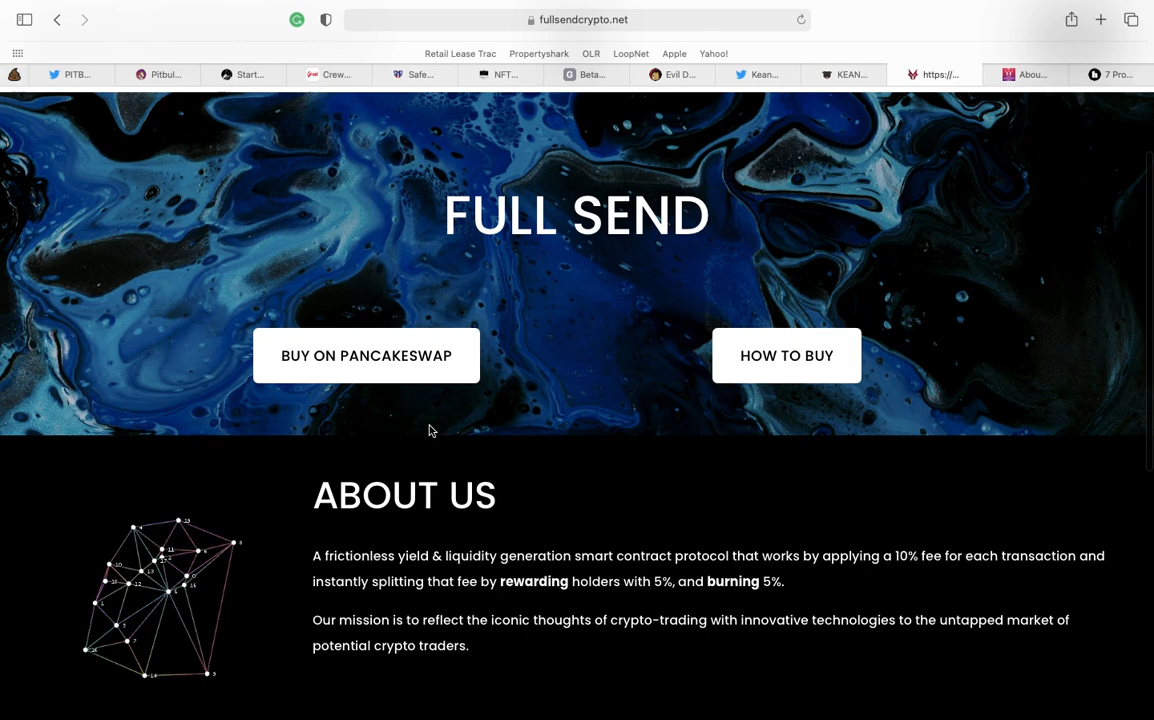 fullsendcrypto.net
Retail Lease Trac Propertyshark OLR LoopNet Apple Yahoo!
PITB... Pitbul... Start... Crew... Safe... NFT... Beta... Evil D... Kean... KEAN... https://... Abou... 7 Pro...
FULL SEND
BUY ON PANCAKESWAP HOW TO BUY
ABOUT US
A frictionless yield & liquidity generation smart contract protocol that works by applying a 10% fee for each transaction and
instantly splitting that fee by rewarding holders with 5%, and burning 5%.
Our mission is to reflect the iconic thoughts of crypto-trading with innovative technologies to the untapped market of
potential crypto traders.